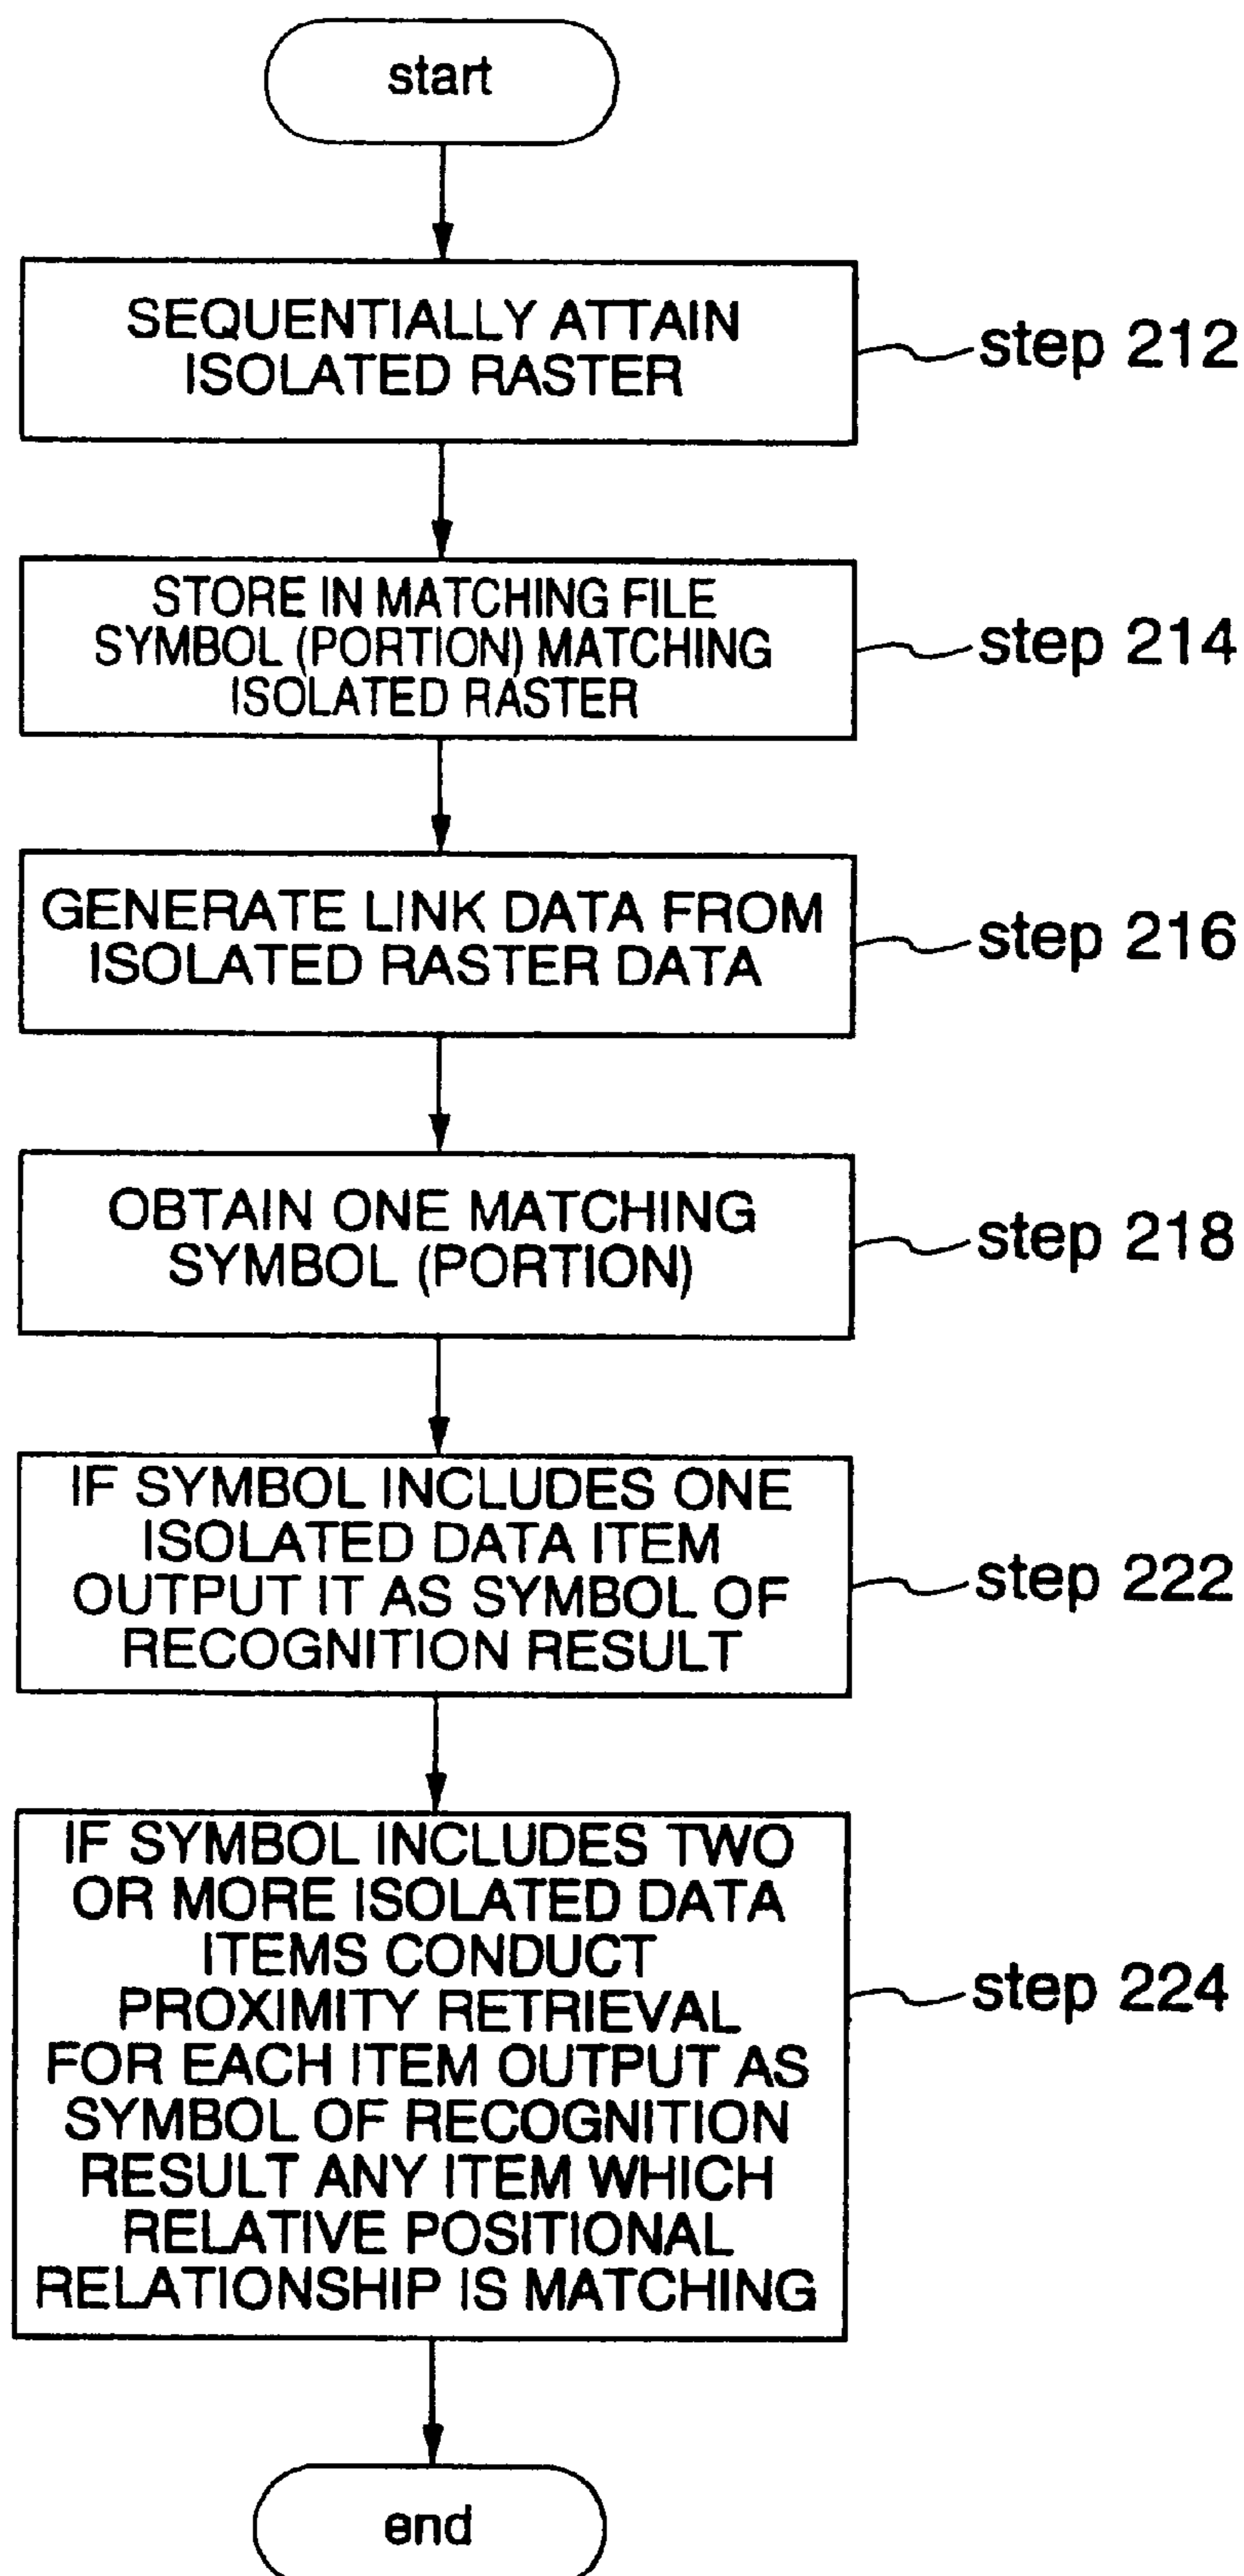 start
SEQUENTIALLY ATTAIN
ISOLATED RASTER
step 212
STORE IN MATCHING FILE
SYMBOL (PORTION) MATCHING
ISOLATED RASTER
step 214
GENERATE LINK DATA FROM
ISOLATED RASTER DATA
step 216
OBTAIN ONE MATCHING
SYMBOL (PORTION)
step 218
IF SYMBOL INCLUDES ONE
ISOLATED DATA ITEM
OUTPUT IT AS SYMBOL OF
RECOGNITION RESULT
step 222
IF SYMBOL INCLUDES TWO
OR MORE ISOLATED DATA
ITEMS CONDUCT
PROXIMITY RETRIEVAL
FOR EACH ITEM OUTPUT AS
SYMBOL OF RECOGNITION
RESULT ANY ITEM WHICH
RELATIVE POSITIONAL
RELATIONSHIP IS MATCHING
step 224
end